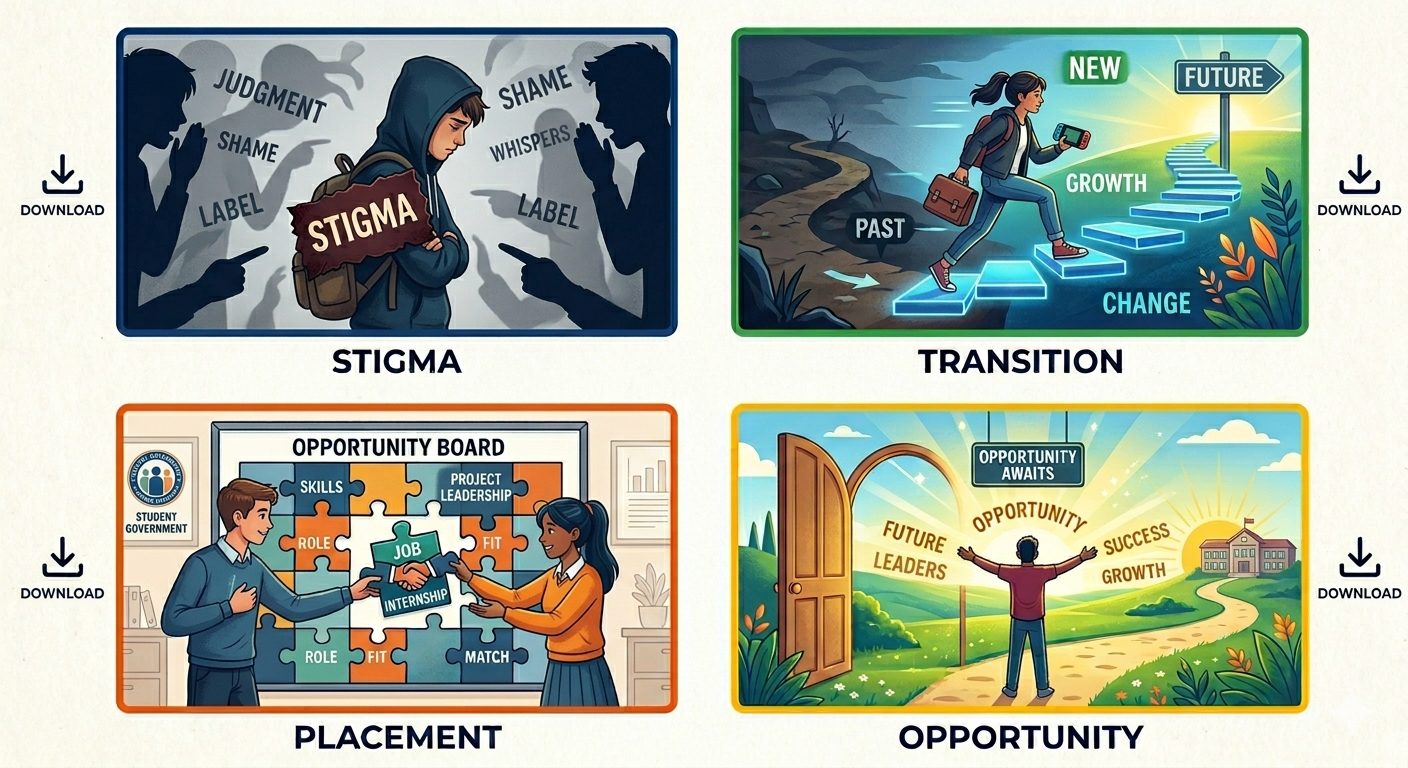 JUDGMENT
SHAME
LABEL
STIGMA
SHAME
WHISPERS
LABEL
DOWNLOAD
STIGMA
NEW
FUTURE
GROWTH
PAST
CHANGE
DOWNLOAD
TRANSITION
OPPORTUNITY BOARD
STUDENT
GOVERNMENT
SKILLS
PROJECT
LEADERSHIP
ROLE
JOB
FIT
INTERNSHIP
ROLE
FIT
MATCH
DOWNLOAD
PLACEMENT
OPPORTUNITY
AWAITS
OPPORTUNITY
FUTURE
LEADERS
SUCCESS
GROWTH
DOWNLOAD
OPPORTUNITY